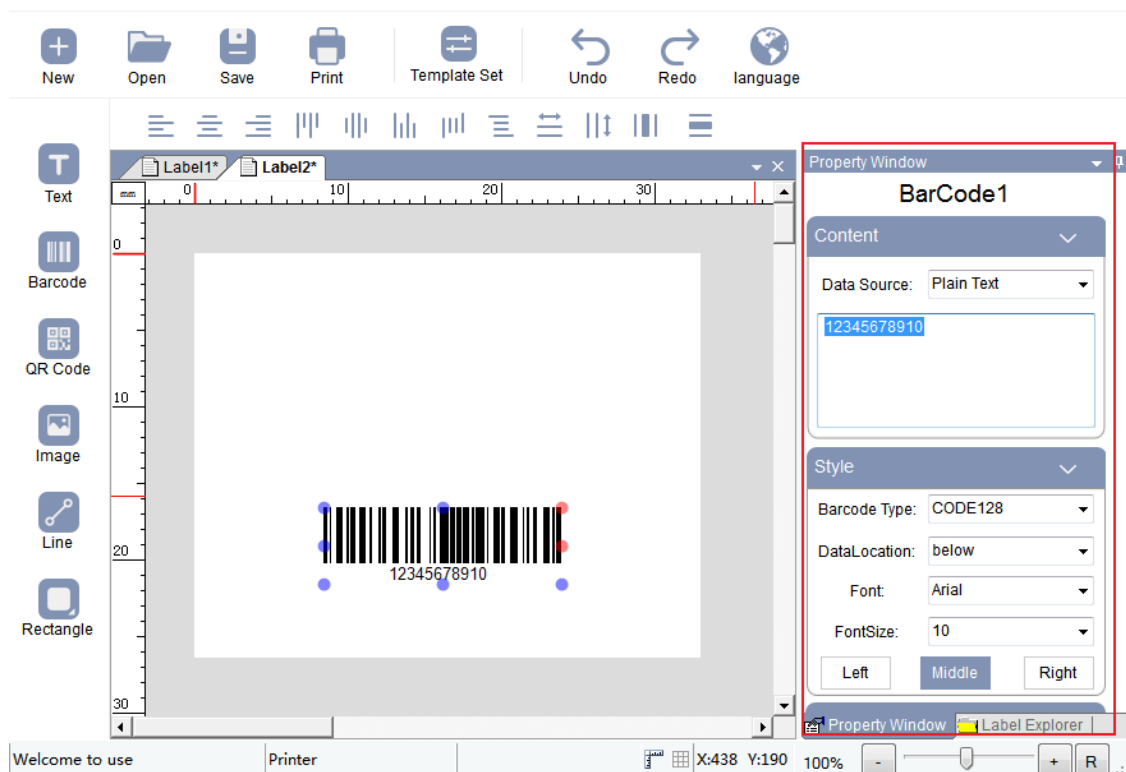 New Open Save Print Template Set Undo Redo language
Text
Barcode
QR Code
Image
Line
Rectangle
Label1* Label2*
mm 0 10 20 30
0
10
20
30
12345678910
Property Window
BarCode1
Content
Data Source: Plain Text
12345678910
Style
Barcode Type: CODE128
DataLocation: below
Font: Arial
FontSize: 10
Left Middle Right
Property Window Label Explorer
Welcome to use Printer X:438 Y:190 100% - + R